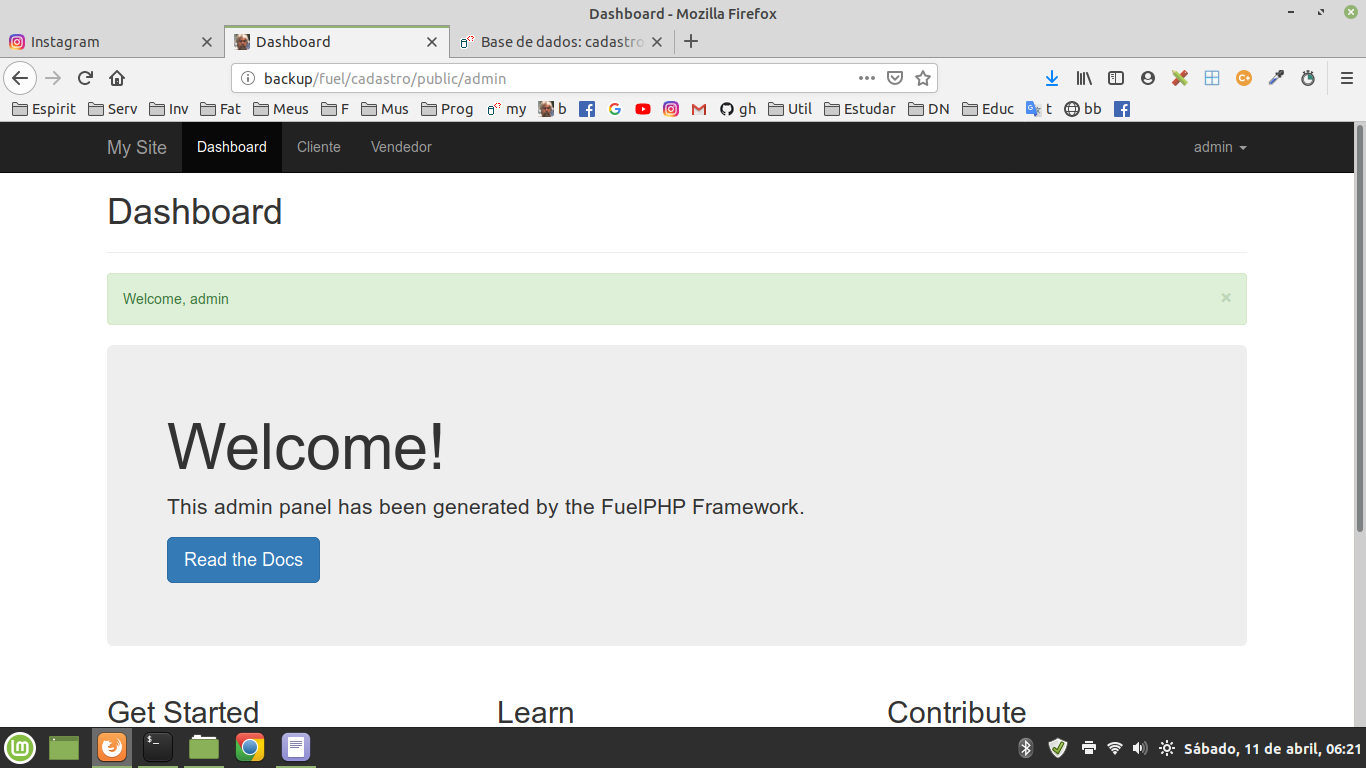 Dashboard - Mozilla Firefox
Instagram Dashboard Base de dados: cadastro
backup/fuel/cadastro/public/admin
Espirit Serv Inv Fat Meus F Mus Prog my b gh Util Estudar DN Educ t bb
My Site Dashboard Cliente Vendedor admin
Dashboard
Welcome, admin ×
Welcome!
This admin panel has been generated by the FuelPHP Framework.
Read the Docs
Get Started Learn Contribute
Sábado, 11 de abril, 06:21